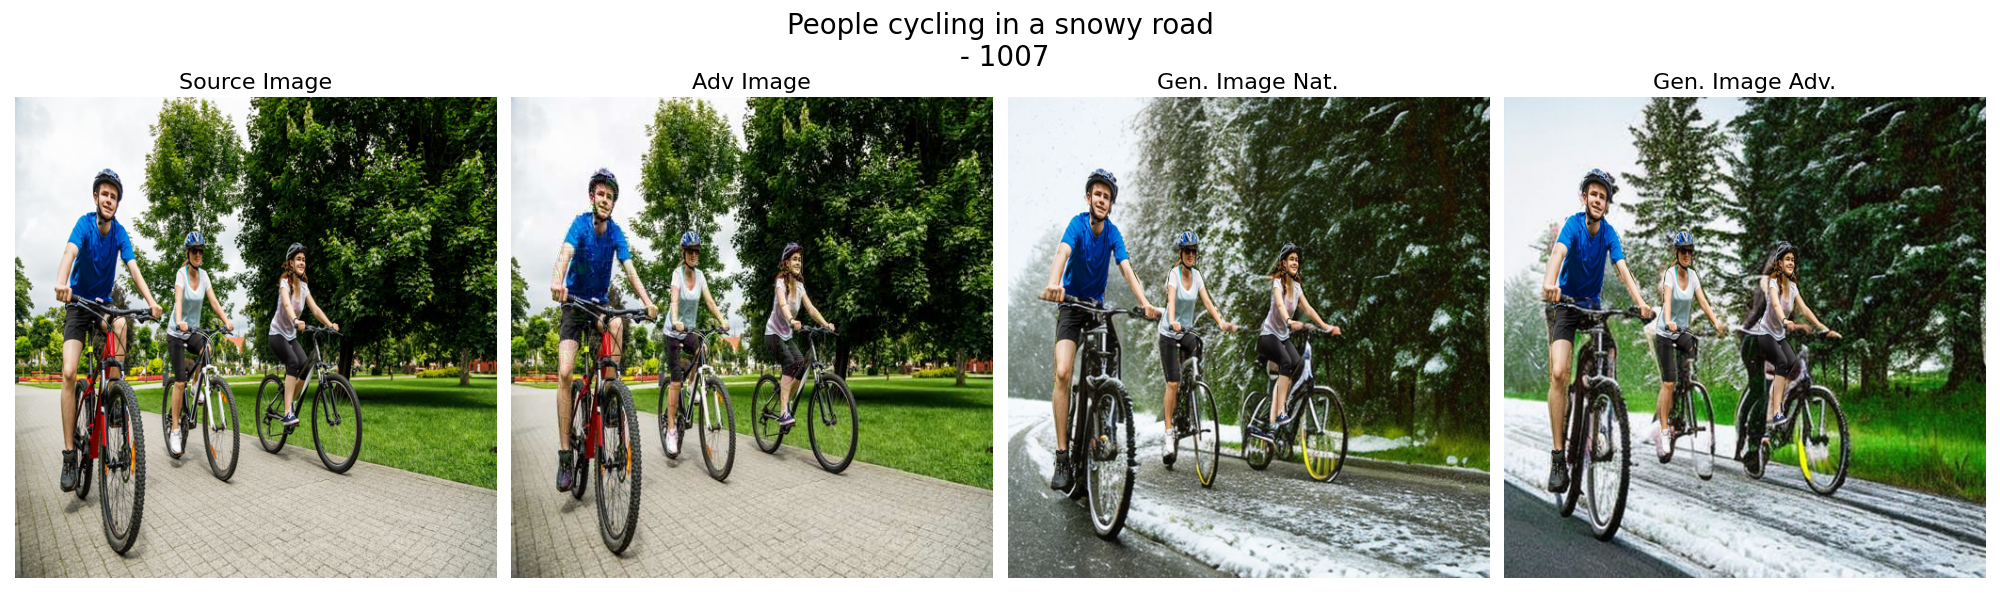 People cycling in a snowy road
- 1007
Source Image
Adv Image
Gen. Image Nat.
Gen. Image Adv.